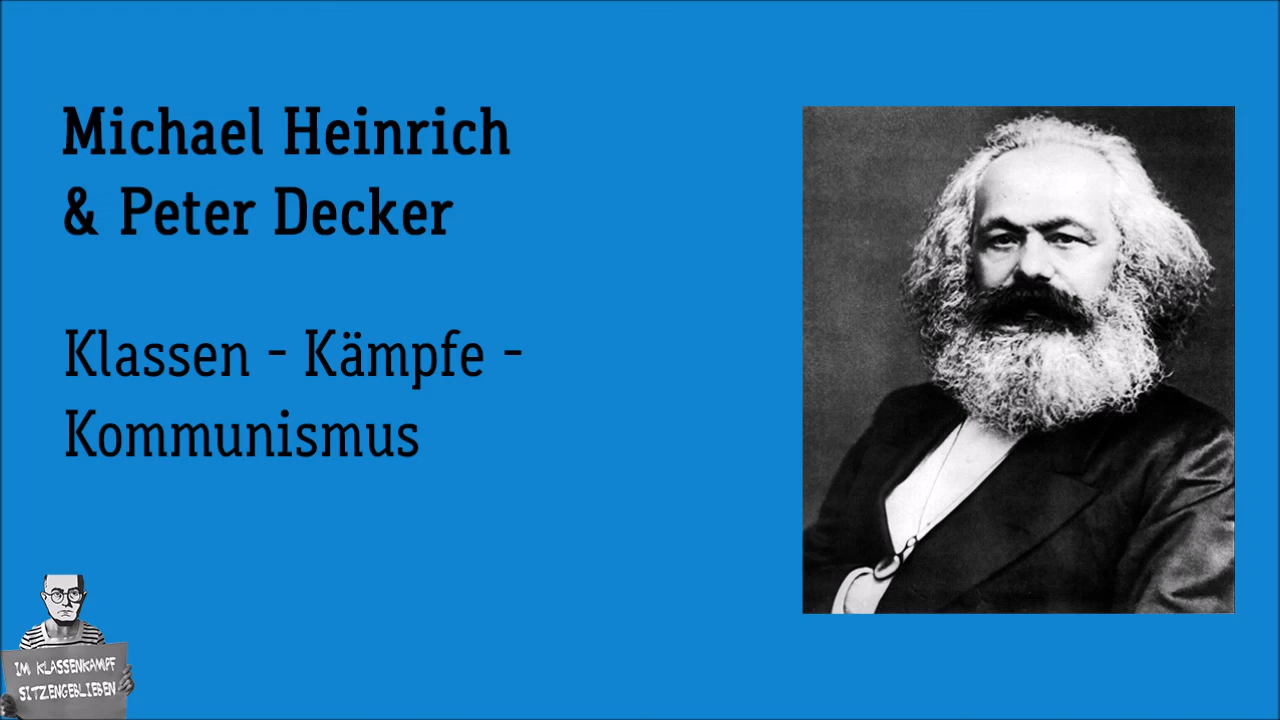 Michael Heinrich
& Peter Decker
Klassen - Kämpfe -
Kommunismus
IM KLASSENKAMPF
SITZENGEBLIEBEN